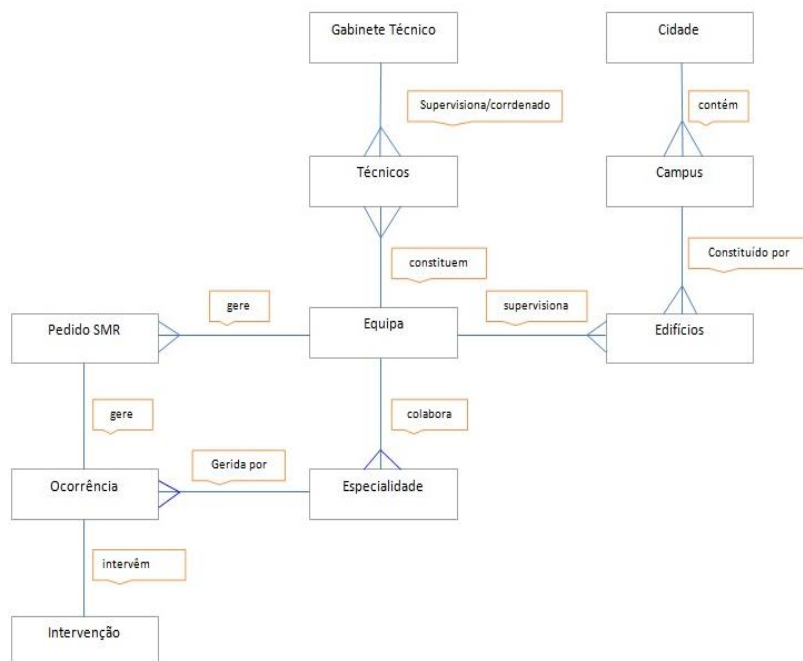 Gabinete Técnico
Cidade
Supervisiona/corrdenado
contém
Técnicos
Campus
constituem
Constituído por
gere
supervisiona
Pedido SMR
Equipa
Edifícios
gere
colabora
Gerida por
Ocorrência
Especialidade
intervêm
Intervenção